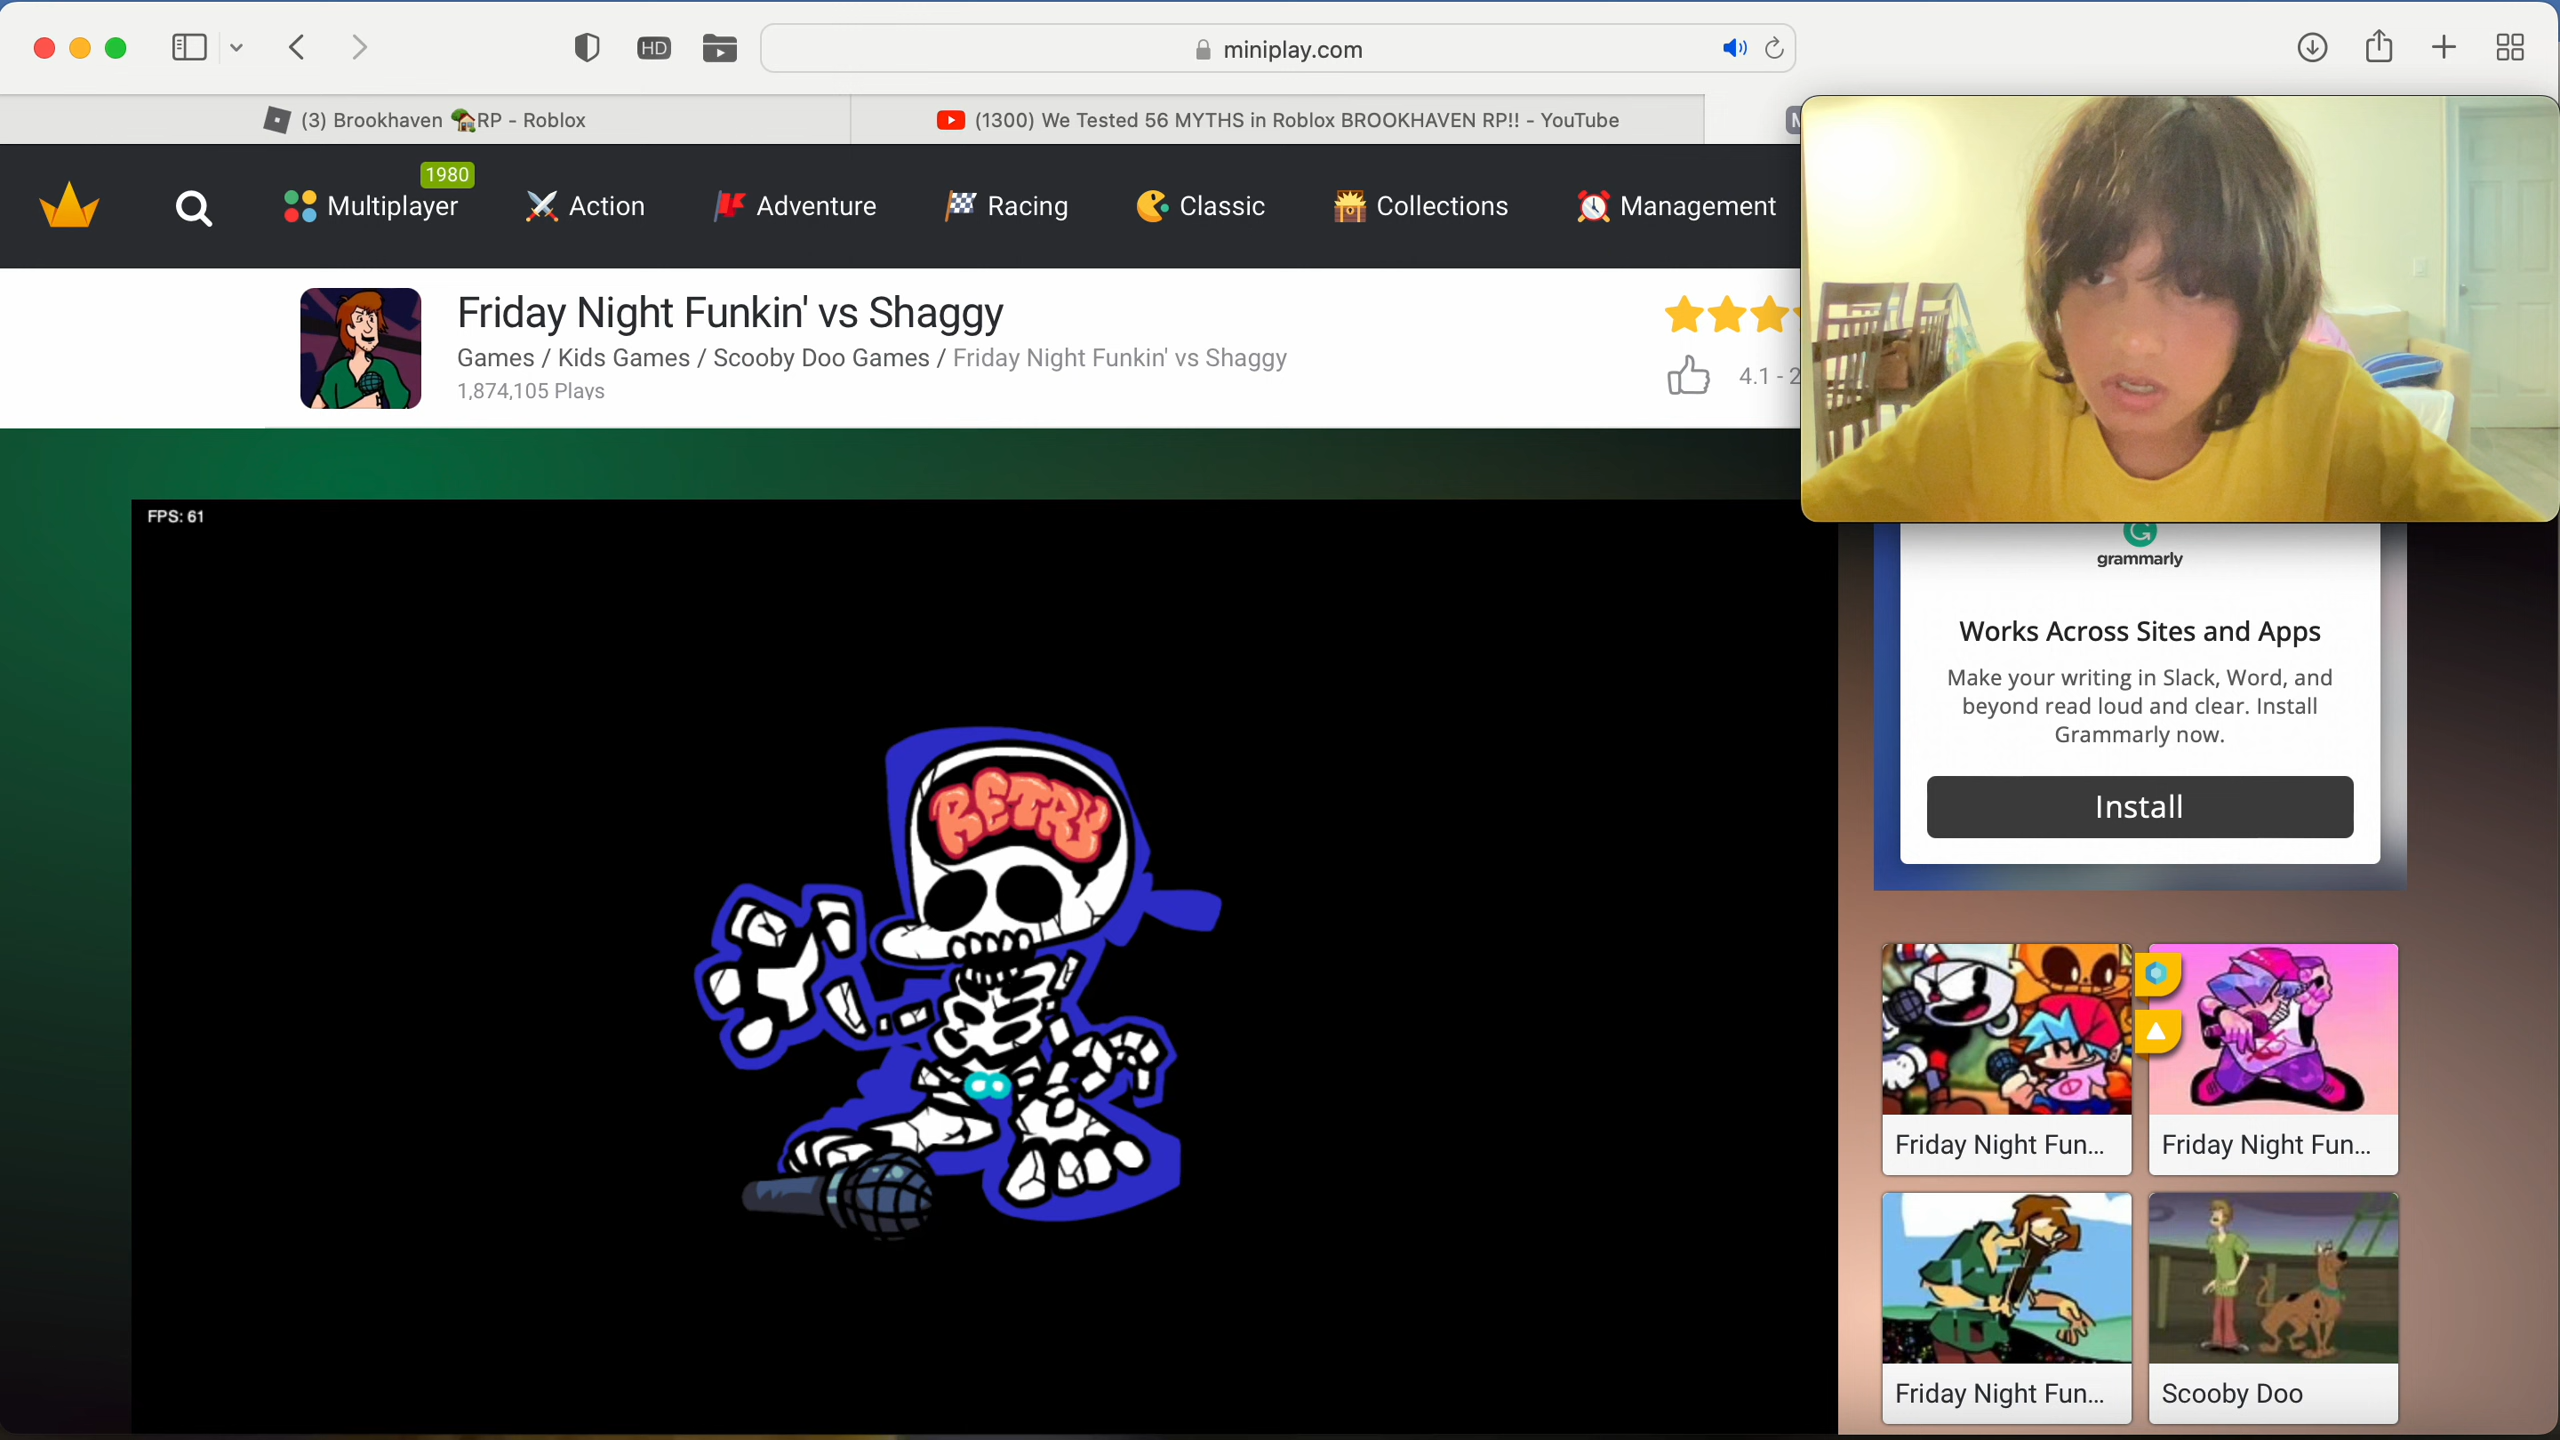 miniplay.com
HD
(3) Brookhaven 🏡RP - Roblox
(1300) We Tested 56 MYTHS in Roblox BROOKHAVEN RP!! - YouTube
1980
Multiplayer
Action
Adventure
Racing
Classic
Collections
Management
Friday Night Funkin' vs Shaggy
Games / Kids Games / Scooby Doo Games / Friday Night Funkin' vs Shaggy
1,874,105 Plays
4.1 - 2
FPS: 61
RETRY
grammarly
Works Across Sites and Apps
Make your writing in Slack, Word, and
beyond read loud and clear. Install
Grammarly now.
Install
Friday Night Fun...
Friday Night Fun...
Friday Night Fun...
Scooby Doo